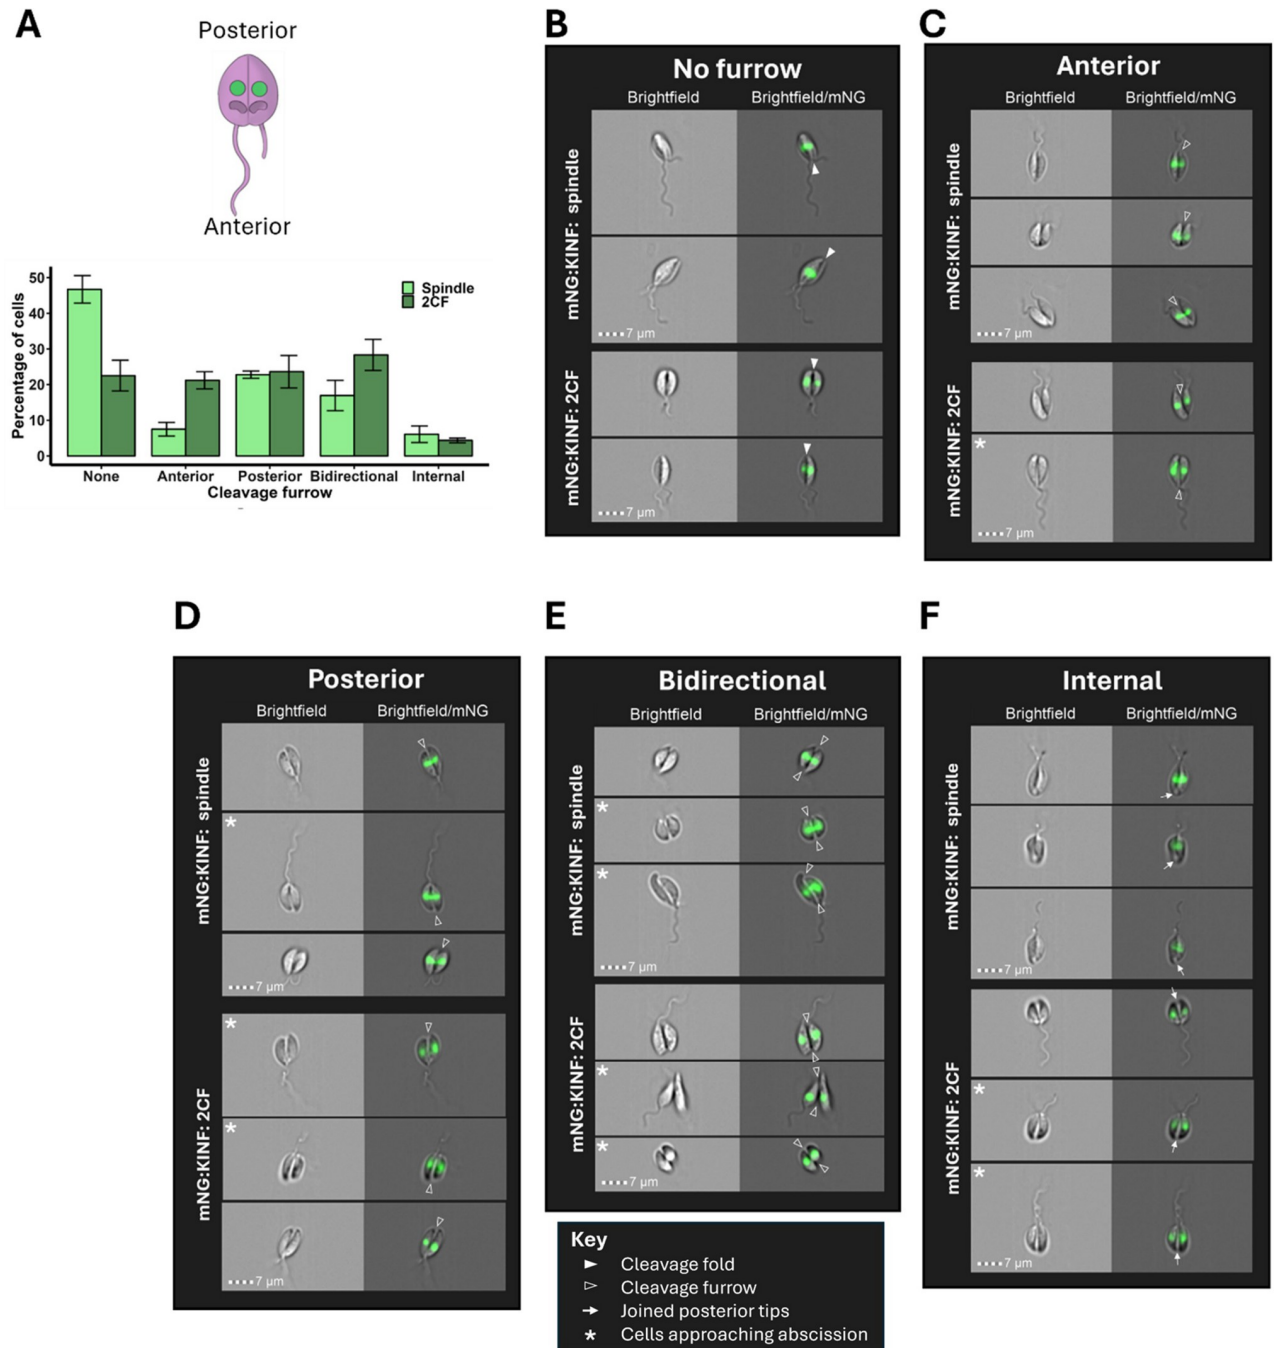 A
Posterior
Anterior
50
40
30
20
10
0
Percentage of cells
Spindle
2CF
None Anterior Posterior Bidirectional Internal
Cleavage furrow
B
No furrow
Brightfield Brightfield/mNG
mNG:KINF: spindle
7 µm
mNG:KINF: 2CF
7 µm
C
Anterior
Brightfield Brightfield/mNG
mNG:KINF: spindle
7 µm
mNG:KINF: 2CF
*
7 µm
D
Posterior
Brightfield Brightfield/mNG
mNG:KINF: spindle
*
7 µm
mNG:KINF: 2CF
*
*
7 µm
E
Bidirectional
Brightfield Brightfield/mNG
mNG:KINF: spindle
*
*
7 µm
mNG:KINF: 2CF
*
*
7 µm
Key
Cleavage fold
Cleavage furrow
Joined posterior tips
* Cells approaching abscission
F
Internal
Brightfield Brightfield/mNG
mNG:KINF: spindle
7 µm
mNG:KINF: 2CF
*
*
7 µm